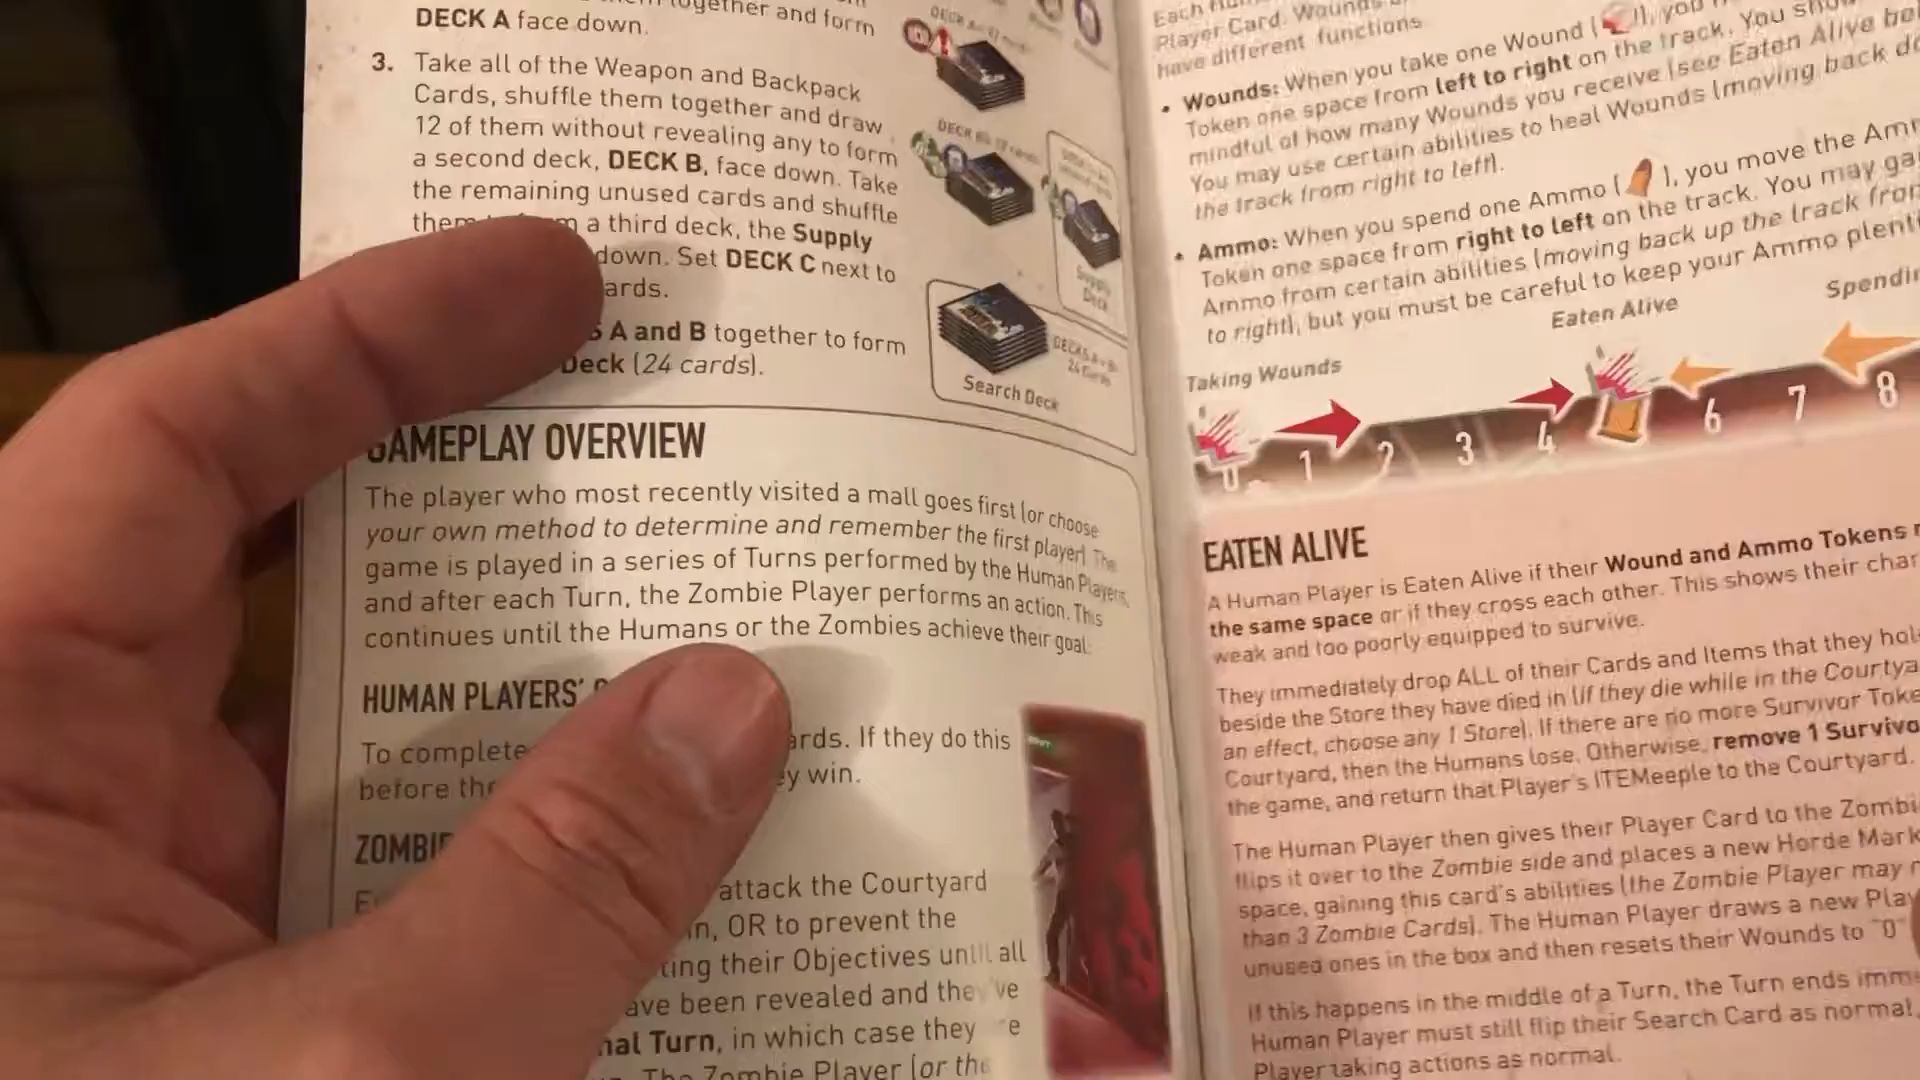 together and form
DECK A face down.
3. Take all of the Weapon and Backpack
Cards, shuffle them together and draw
12 of them without revealing any to form
a second deck, DECK B, face down. Take
the remaining unused cards and shuffle
a third deck, the Supply
down. Set DECK C next to
ards.
A and B together to form
Deck (24 cards).
DECK A
DECK B
Supply
Deck
DECKS A + B:
24 Cards
Search Deck
GAMEPLAY OVERVIEW
The player who most recently visited a mall goes first (or choose
your own method to determine and remember the first player). The
game is played in a series of Turns performed by the Human Players,
and after each Turn, the Zombie Player performs an action. This
continues until the Humans or the Zombies achieve their goal.
HUMAN PLAYERS'
To complete
ards. If they do this
before the
y win.
ZOMBIE
attack the Courtyard
n, OR to prevent the
ting their Objectives until all
ave been revealed and they've
nal Turn, in which case they
The Zombie Player (or the
Each
Player Card. Wounds
have different functions
• Wounds: When you take one Wound ( ), you
Token one space from left to right on the track. You
mindful of how many Wounds you receive (see Eaten Alive
You may use certain abilities to heal Wounds (moving back
the track from right to left).
• Ammo: When you spend one Ammo ( ), you move the
Token one space from right to left on the track. You may
Ammo from certain abilities (moving back up the track from
to right), but you must be careful to keep your Ammo
Eaten Alive
Taking Wounds
0 1 2 3 4 6 7 8
EATEN ALIVE
A Human Player is Eaten Alive if their Wound and Ammo Tokens
the same space or if they cross each other. This shows their
weak and too poorly equipped to survive.
They immediately drop ALL of their Cards and Items that they
beside the Store they have died in (if they die while in the
an effect, choose any 1 Store). If there are no more Survivor
Courtyard, then the Humans lose. Otherwise, remove 1
the game, and return that Player's ITEMeeple to the Courtyard.
The Human Player then gives their Player Card to the
flips it over to the Zombie side and places a new Horde
space, gaining this card's abilities (the Zombie Player may
than 3 Zombie Cards). The Human Player draws a new
unused ones in the box and then resets their Wounds to "0"
If this happens in the middle of a Turn, the Turn ends
Human Player must still flip their Search Card as normal,
Player taking actions as normal.